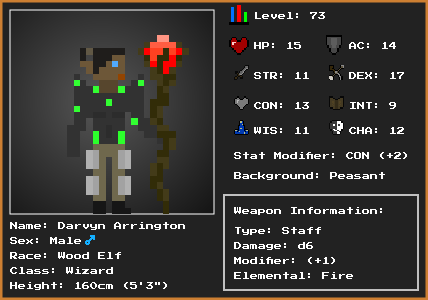 Level: 73
HP: 15 AC: 14
STR: 11 DEX: 17
CON: 13 INT: 9
WIS: 11 CHA: 12
Stat Modifier: CON (+2)
Background: Peasant
Name: Darvyn Arrington
Sex: Male♂
Race: Wood Elf
Class: Wizard
Height: 160cm (5'3")
Weapon Information:
Type: Staff
Damage: d6
Modifier: (+1)
Elemental: Fire